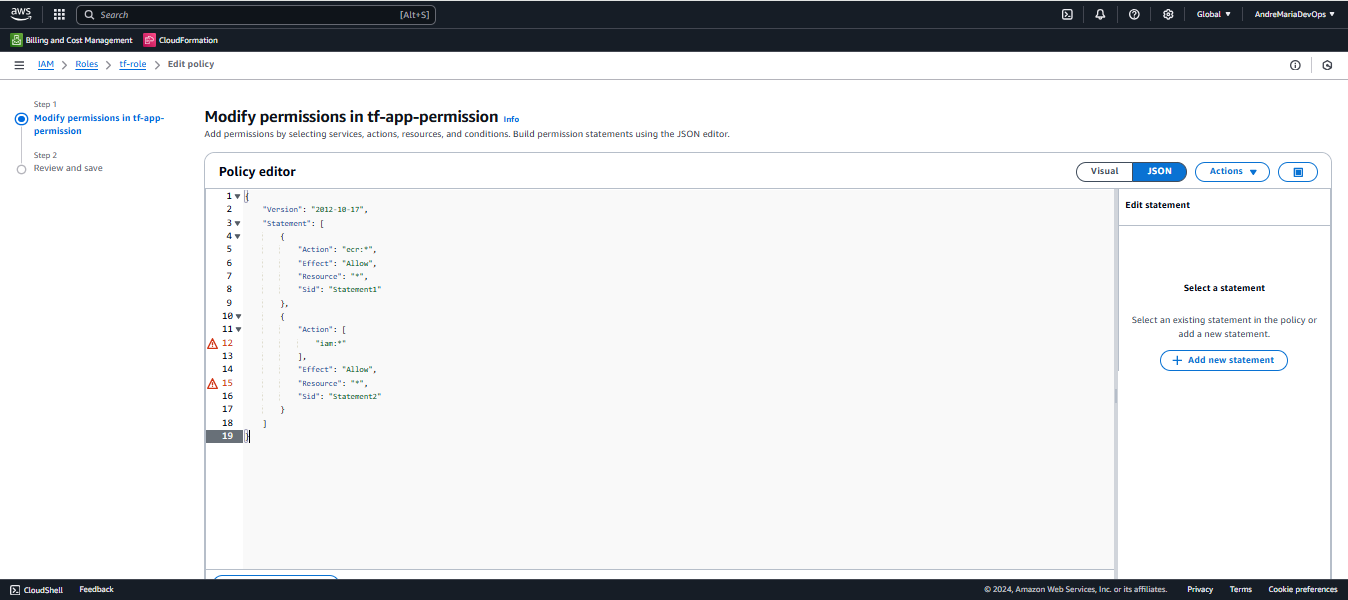 aws
Search [Alt+S]
Global
AndreMariaDevOps
Billing and Cost Management
CloudFormation
IAM
Roles
tf-role
Edit policy
Step 1
Modify permissions in tf-app-
permission
Step 2
Review and save
Modify permissions in tf-app-permission Info
Add permissions by selecting services, actions, resources, and conditions. Build permission statements using the JSON editor.
Policy editor
Visual
JSON
Actions
1 {
2 "Version": "2012-10-17",
3 "Statement": [
4 {
5 "Action": "ecr:*",
6 "Effect": "Allow",
7 "Resource": "*",
8 "Sid": "Statement1"
9 },
10 {
11 "Action": [
12 "iam:*"
13 ],
14 "Effect": "Allow",
15 "Resource": "*",
16 "Sid": "Statement2"
17 }
18 ]
19 }
Edit statement
Select a statement
Select an existing statement in the policy or
add a new statement.
+ Add new statement
CloudShell
Feedback
© 2024, Amazon Web Services, Inc. or its affiliates.
Privacy
Terms
Cookie preferences